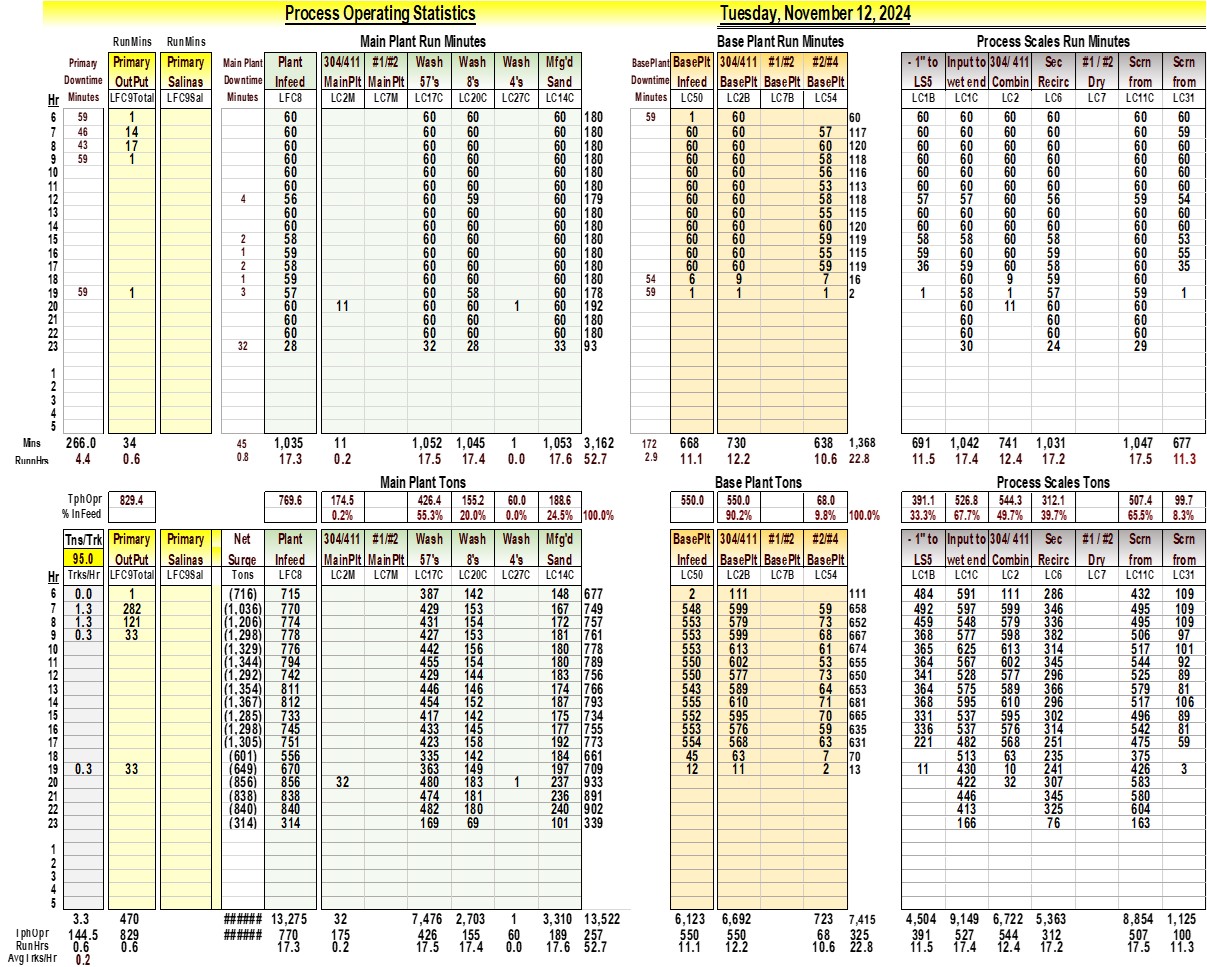 Process Operating Statistics Tuesday, November 12, 2024
RunMins RunMins Main Plant Run Minutes Base Plant Run Minutes Process Scales Run Minutes
Primary Primary Primary Main Plant Plant 304/411 #1/#2 Wash Wash Wash Mfg'd BasePlant BasePlt 304/411 #1/#2 #2/#4 - 1" to Input to 304/ 411 Sec #1 / #2 Scrn Scrn
Downtime OutPut Salinas Downtime Infeed MainPlt MainPlt 57's 8's 4's Sand Downtime Infeed BasePlt BasePlt BasePlt LS5 wet end Combin Recirc Dry from from
Hr Minutes LFC9Total LFC9Sal Minutes LFC8 LC2M LC7M LC17C LC20C LC27C LC14C Minutes LC50 LC2B LC7B LC54 LC1B LC1C LC2 LC6 LC7 LC11C LC31
6 59 1 60 60 60 60 180 59 1 60 60 60 60 60 60 60 60
7 46 14 60 60 60 60 180 60 60 57 117 60 60 60 60 60 59
8 43 17 60 60 60 60 180 60 60 60 120 60 60 60 60 60 60
9 59 1 60 60 60 60 180 60 60 58 118 60 60 60 60 60 60
10 60 60 60 60 180 60 60 56 116 60 60 60 60 60 60
11 60 60 60 60 180 60 60 53 113 60 60 60 60 60 60
12 4 56 60 59 60 179 60 60 58 118 57 57 60 56 59 54
13 60 60 60 60 180 60 60 55 115 60 60 60 60 60 60
14 60 60 60 60 180 60 60 60 120 60 60 60 60 60 60
15 2 58 60 60 60 180 60 60 59 119 58 58 60 58 60 53
16 1 59 60 60 60 180 60 60 55 115 59 60 60 59 60 55
17 2 58 60 60 60 180 60 60 59 119 36 59 60 58 60 35
18 1 59 60 60 60 180 54 6 9 7 16 60 9 59 60
19 59 1 3 57 60 58 60 178 59 1 1 1 2 1 58 1 57 59 1
20 60 11 60 60 1 60 192 60 11 60 60
21 60 60 60 60 180 60 60 60
22 60 60 60 60 180 60 60 60
23 32 28 32 28 33 93 30 24 29
1
2
3
4
5
Mins 266.0 34 45 1,035 11 1,052 1,045 1 1,053 3,162 172 668 730 638 1,368 691 1,042 741 1,031 1,047 677
RunnHrs 4.4 0.6 0.8 17.3 0.2 17.5 17.4 0.0 17.6 52.7 2.9 11.1 12.2 10.6 22.8 11.5 17.4 12.4 17.2 17.5 11.3
Main Plant Tons Base Plant Tons Process Scales Tons
TphOpr 829.4 769.6 174.5 426.4 155.2 60.0 188.6 550.0 550.0 68.0 391.1 526.8 544.3 312.1 507.4 99.7
% InFeed 0.2% 55.3% 20.0% 0.0% 24.5% 100.0% 90.2% 9.8% 100.0% 33.3% 67.7% 49.7% 39.7% 65.5% 8.3%
Tns/Trk Primary Primary Net Plant 304/411 #1/#2 Wash Wash Wash Mfg'd BasePlt 304/411 #1/#2 #2/#4 - 1" to Input to 304/ 411 Sec #1 / #2 Scrn Scrn
95.0 OutPut Salinas Surge Infeed MainPlt MainPlt 57's 8's 4's Sand Infeed BasePlt BasePlt BasePlt LS5 wet end Combin Recirc Dry from from
Hr Trks/Hr LFC9Total LFC9Sal Tons LFC8 LC2M LC7M LC17C LC20C LC27C LC14C LC50 LC2B LC7B LC54 LC1B LC1C LC2 LC6 LC7 LC11C LC31
6 0.0 1 (716) 715 387 142 148 677 2 111 111 484 591 111 286 432 109
7 1.3 282 (1,036) 770 429 153 167 749 548 599 59 658 492 597 599 346 495 109
8 1.3 121 (1,206) 774 431 154 172 757 553 579 73 652 459 548 579 336 495 109
9 0.3 33 (1,298) 778 427 153 181 761 553 599 68 667 368 577 598 382 506 97
10 (1,329) 776 442 156 180 778 553 613 61 674 365 625 613 314 517 101
11 (1,344) 794 455 154 180 789 550 602 53 655 364 567 602 345 544 92
12 (1,292) 742 429 144 183 756 550 577 73 650 341 528 577 296 525 89
13 (1,354) 811 446 146 174 766 543 589 64 653 364 575 589 366 579 81
14 (1,367) 812 454 152 187 793 555 610 71 681 368 595 610 296 517 106
15 (1,285) 733 417 142 175 734 552 595 70 665 331 537 595 302 496 89
16 (1,298) 745 433 145 177 755 553 576 59 635 336 537 576 314 542 81
17 (1,305) 751 423 158 192 773 554 568 63 631 221 482 568 251 475 59
18 (601) 556 335 142 184 661 45 63 7 70 513 63 235 375
19 0.3 33 (649) 670 363 149 197 709 12 11 2 13 11 430 10 241 426 3
20 (856) 856 32 480 183 1 237 933 422 32 307 583
21 (838) 838 474 181 236 891 446 345 580
22 (840) 840 482 180 240 902 413 325 604
23 (314) 314 169 69 101 339 166 76 163
1
2
3
4
5
3.3 470 ###### 13,275 32 7,476 2,703 1 3,310 13,522 6,123 6,692 723 7,415 4,504 9,149 6,722 5,363 8,854 1,125
TphOpr 144.5 829 ###### 770 175 426 155 60 189 257 550 550 68 325 391 527 544 312 507 100
RunHrs 0.6 0.6 17.3 0.2 17.5 17.4 0.0 17.6 52.7 11.1 12.2 10.6 22.8 11.5 17.4 12.4 17.2 17.5 11.3
AvgTrks/Hr 0.2